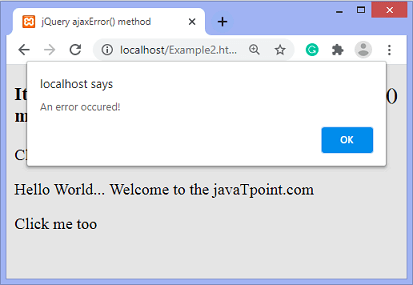 jQuery ajaxError() method
localhost/Example2.ht...
localhost says
An error occured!
OK
It
()
m
Hello World... Welcome to the javaTpoint.com
Click me too